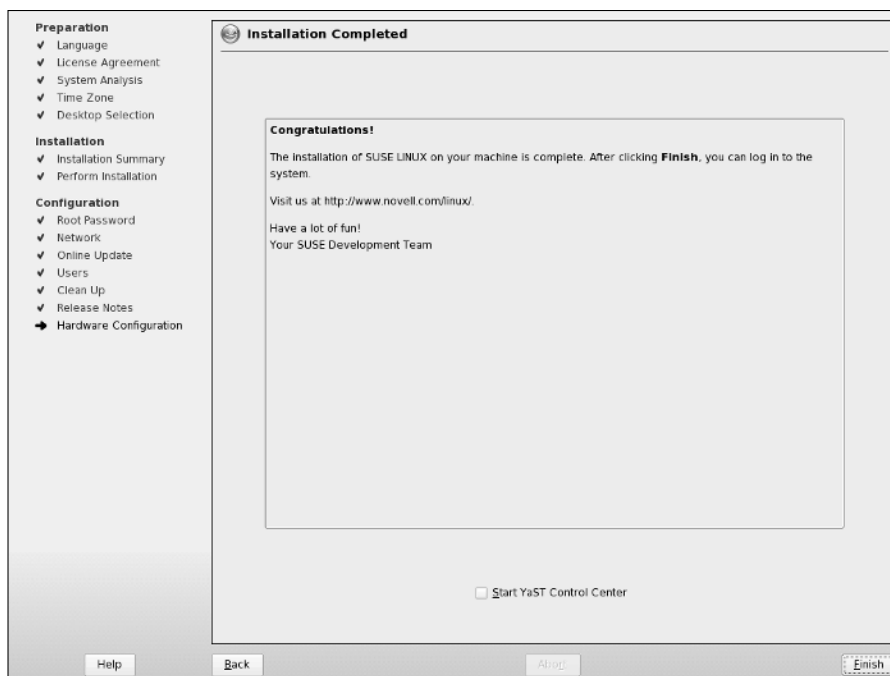 Preparation
Language
License Agreement
System Analysis
Time Zone
Desktop Selection
Installation
Installation Summary
Perform Installation
Configuration
Root Password
Network
Online Update
Users
Clean Up
Release Notes
Hardware Configuration
Installation Completed
Congratulations!
The installation of SUSE LINUX on your machine is complete. After clicking Finish, you can log in to the
system.
Visit us at http://www.novell.com/linux/.
Have a lot of fun!
Your SUSE Development Team
Start YaST Control Center
Help
Back
Abort
Finish